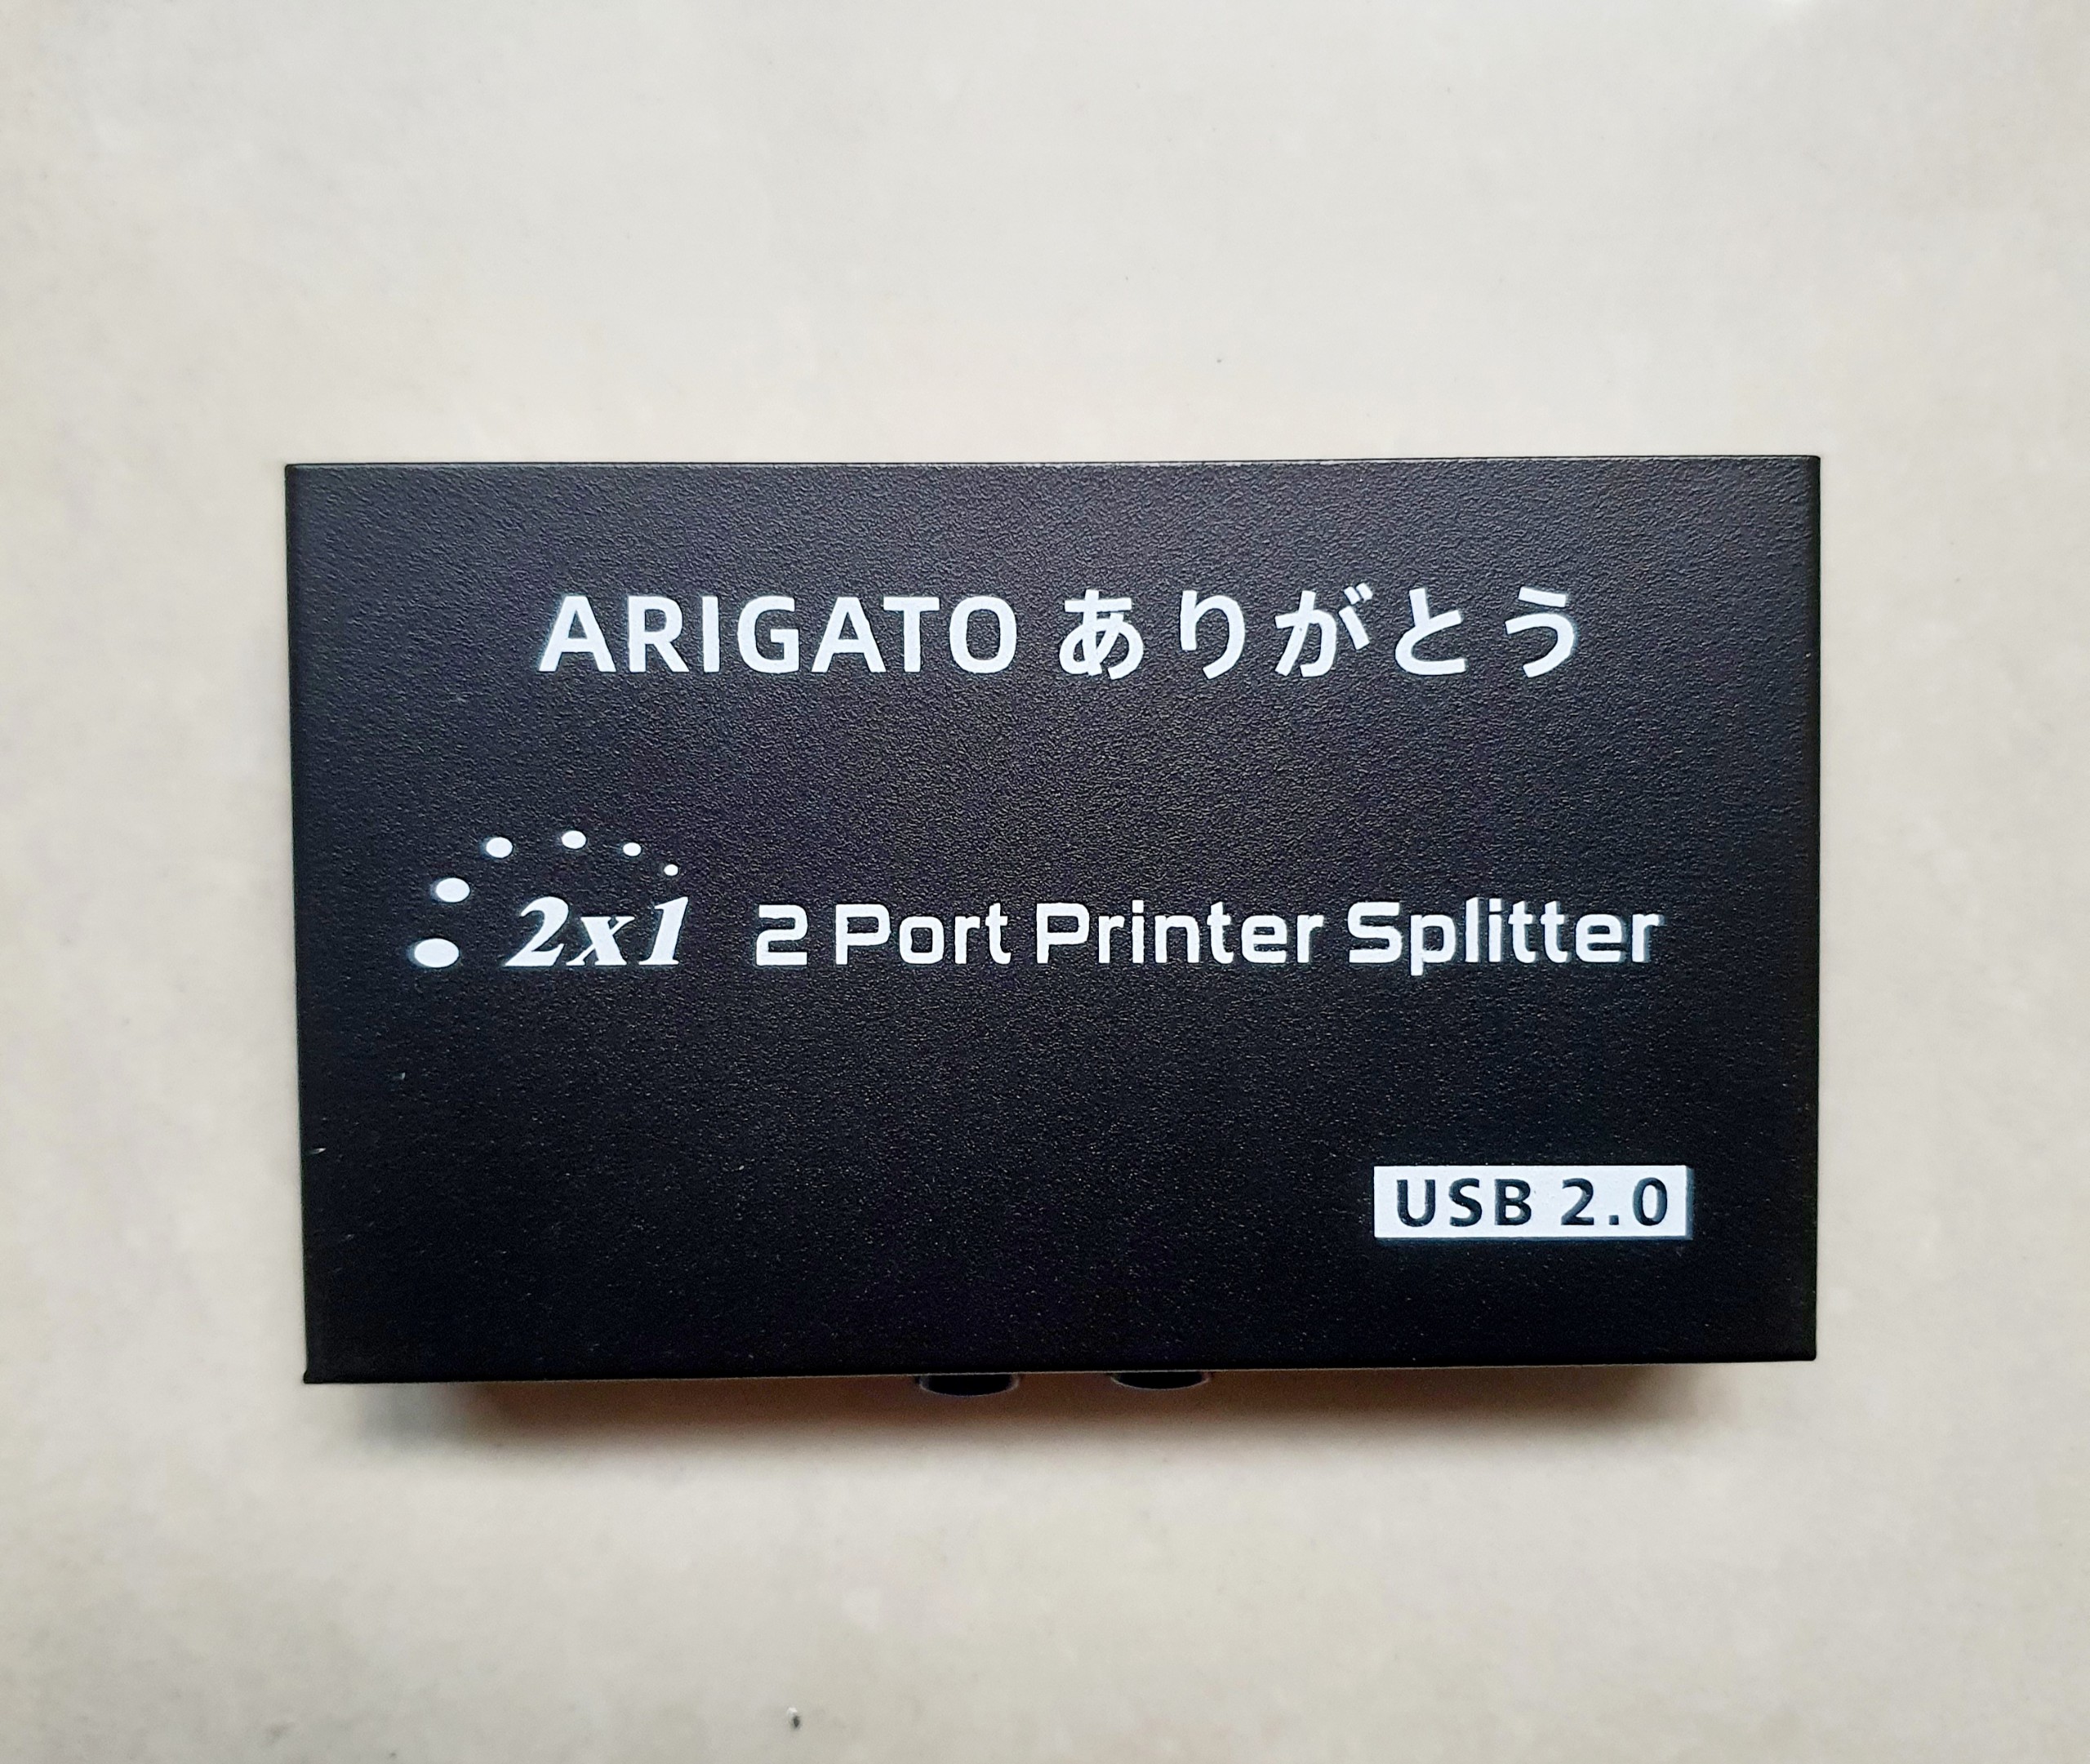 ARIGATO ありがとう
2x1 2 Port Printer Splitter
USB 2.0